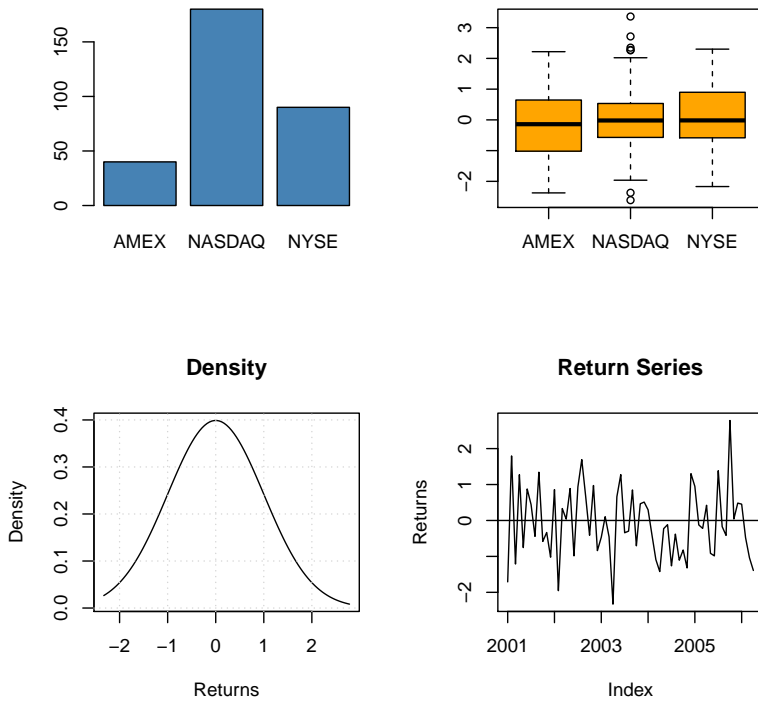 150
100
50
0
AMEX NASDAQ NYSE
3
2
1
0
−2
AMEX NASDAQ NYSE
Density
Density
0.4
0.3
0.2
0.1
0.0
−2 −1 0 1 2
Returns
Return Series
Returns
2
1
0
−2
2001 2003 2005
Index